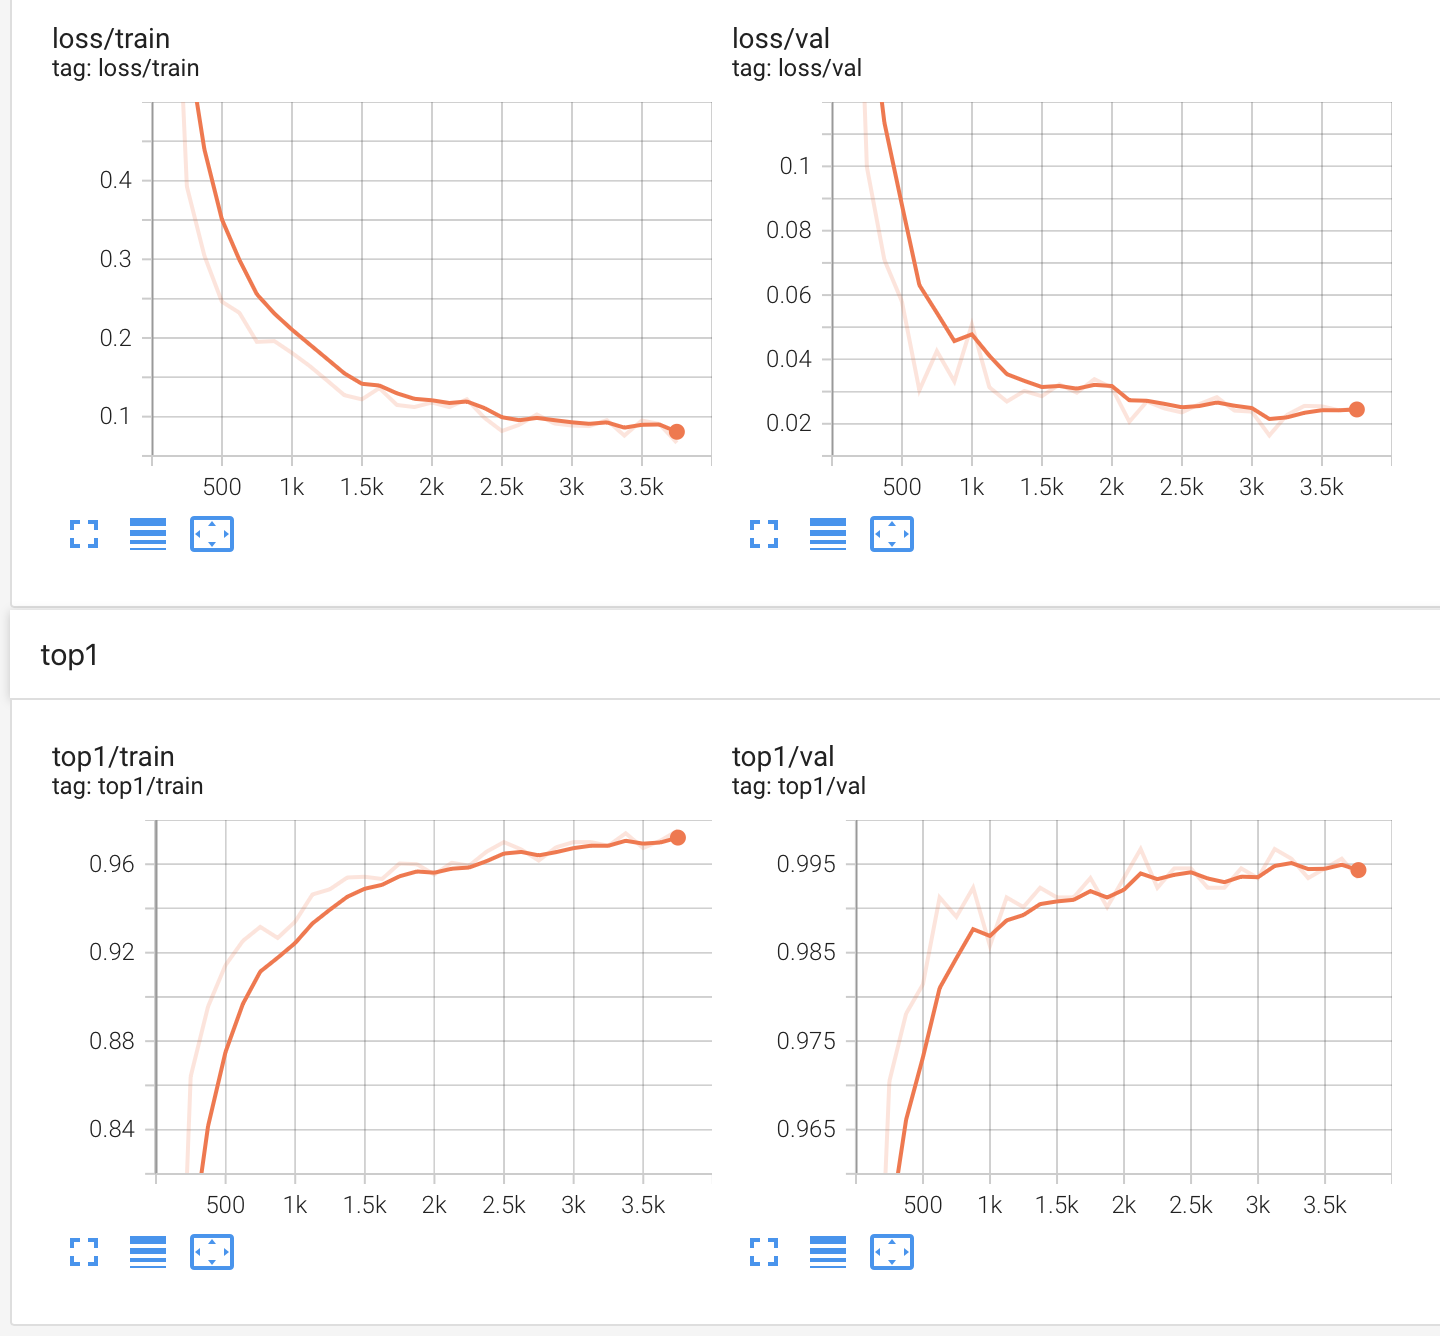 loss/train
tag: loss/train
0.4
0.3
0.2
0.1
500 1k 1.5k 2k 2.5k 3k 3.5k
loss/val
tag: loss/val
0.1
0.08
0.06
0.04
0.02
500 1k 1.5k 2k 2.5k 3k 3.5k
top1
top1/train
tag: top1/train
0.96
0.92
0.88
0.84
500 1k 1.5k 2k 2.5k 3k 3.5k
top1/val
tag: top1/val
0.995
0.985
0.975
0.965
500 1k 1.5k 2k 2.5k 3k 3.5k